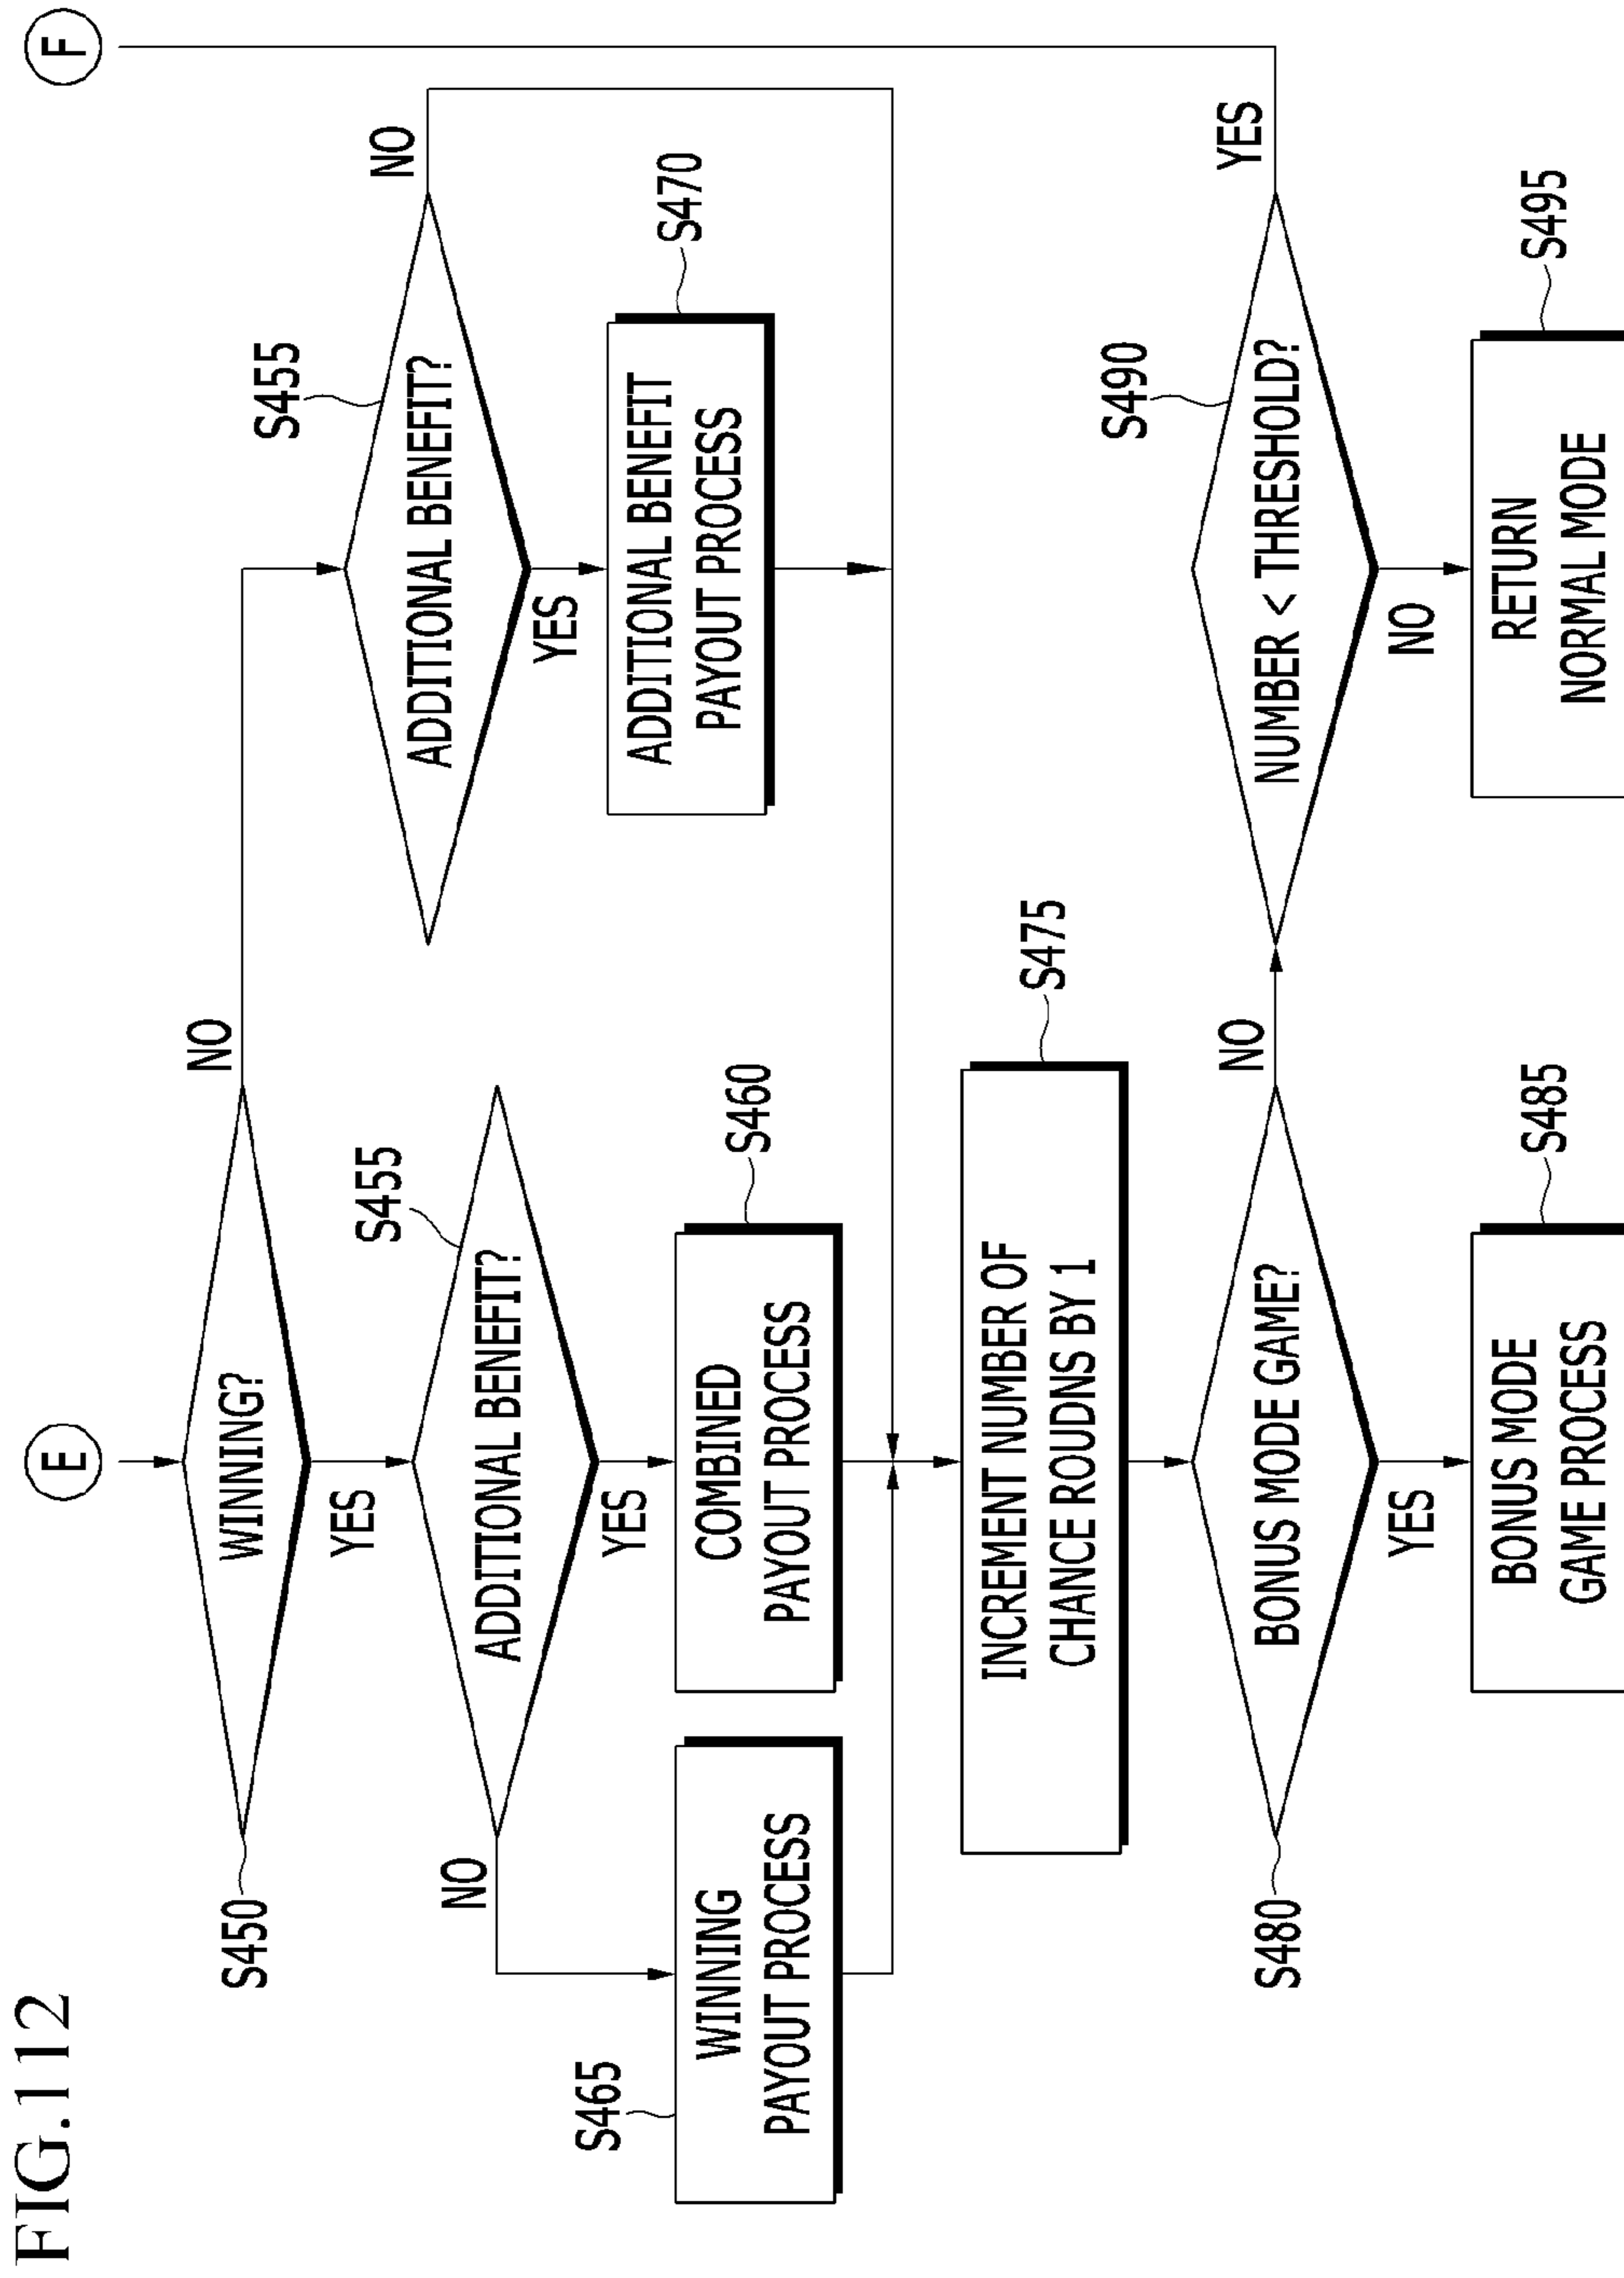 FIG.112
E
F
S450
WINNING?
NO
YES
S455
ADDITIONAL BENEFIT?
NO
S455
ADDITIONAL BENEFIT?
NO
YES
YES
S465
WINNING
PAYOUT PROCESS
COMBINED
PAYOUT PROCESS
S460
ADDITIONAL BENEFIT
PAYOUT PROCESS
S470
INCREMENT NUMBER OF
CHANCE ROUDNS BY 1
S475
S480
BONUS MODE GAME?
NO
YES
S490
NUMBER < THRESHOLD?
YES
NO
BONUS MODE
GAME PROCESS
S485
RETURN
NORMAL MODE
S495